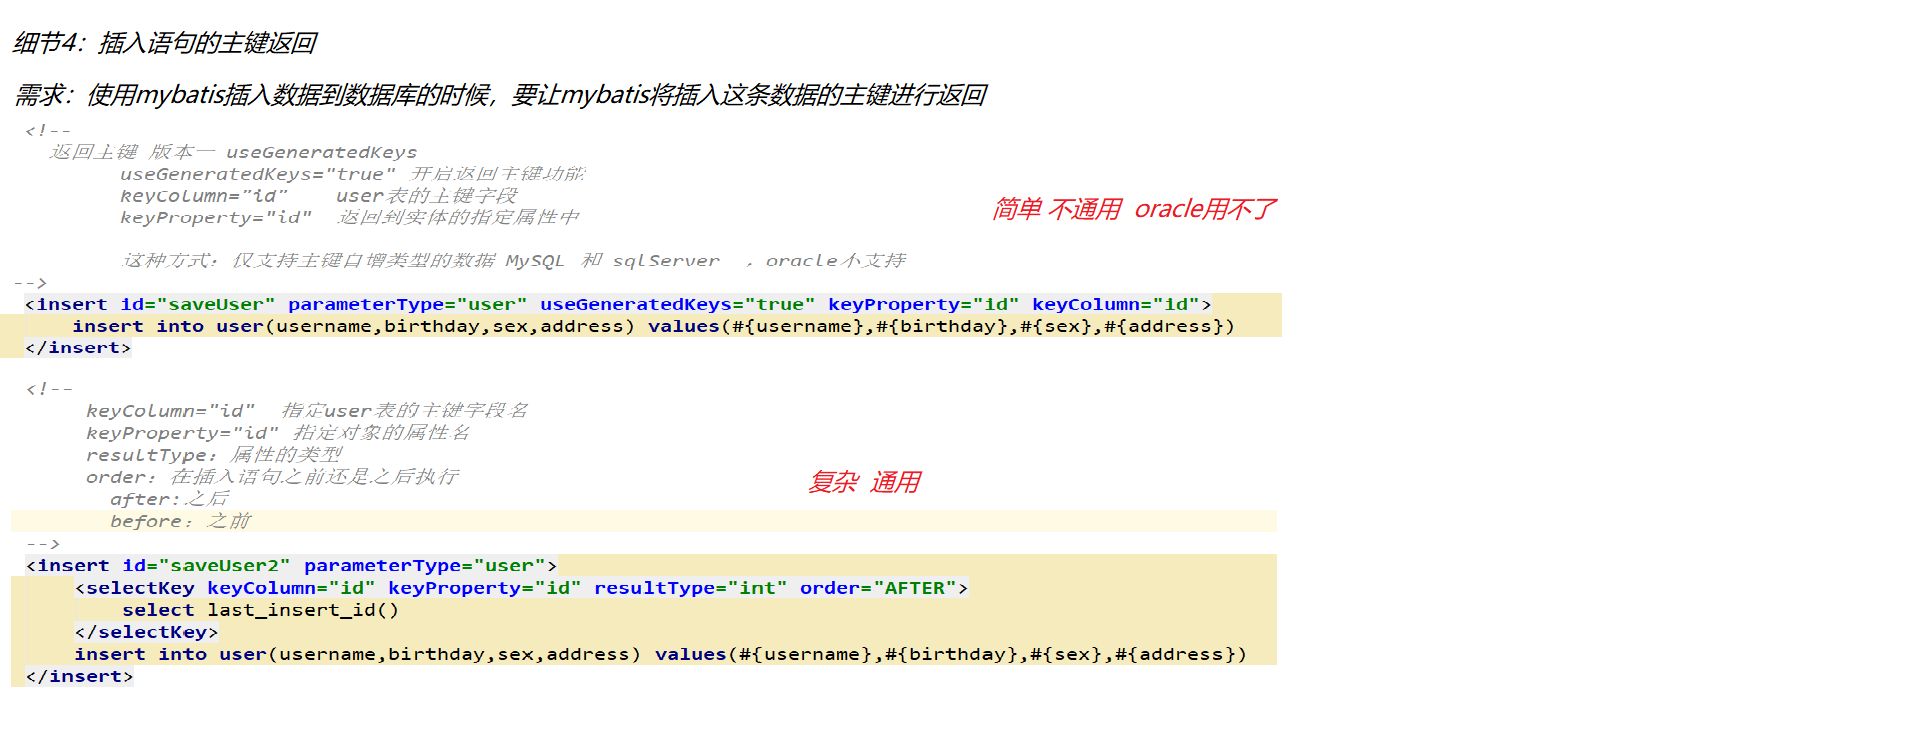 细节4：插入语句的主键返回
需求：使用mybatis插入数据到数据库的时候，要让mybatis将插入这条数据的主键进行返回
<!--
返回主键 版本一 useGeneratedKeys
useGeneratedKeys="true" 开启返回主键功能
keyColumn="id" user表的主键字段
keyProperty="id" 返回到实体的指定属性中
简单 不通用 oracle用不了
这种方式：仅支持主键自增类型的数据 MySQL 和 sqlServer ，oracle不支持
-->
<insert id="saveUser" parameterType="user" useGeneratedKeys="true" keyProperty="id" keyColumn="id">
insert into user(username,birthday,sex,address) values(#{username},#{birthday},#{sex},#{address})
</insert>
<!--
keyColumn="id" 指定user表的主键字段名
keyProperty="id" 指定对象的属性名
resultType：属性的类型
order：在插入语句之前还是之后执行
复杂 通用
after:之后
before：之前
-->
<insert id="saveUser2" parameterType="user">
<selectKey keyColumn="id" keyProperty="id" resultType="int" order="AFTER">
select last_insert_id()
</selectKey>
insert into user(username,birthday,sex,address) values(#{username},#{birthday},#{sex},#{address})
</insert>